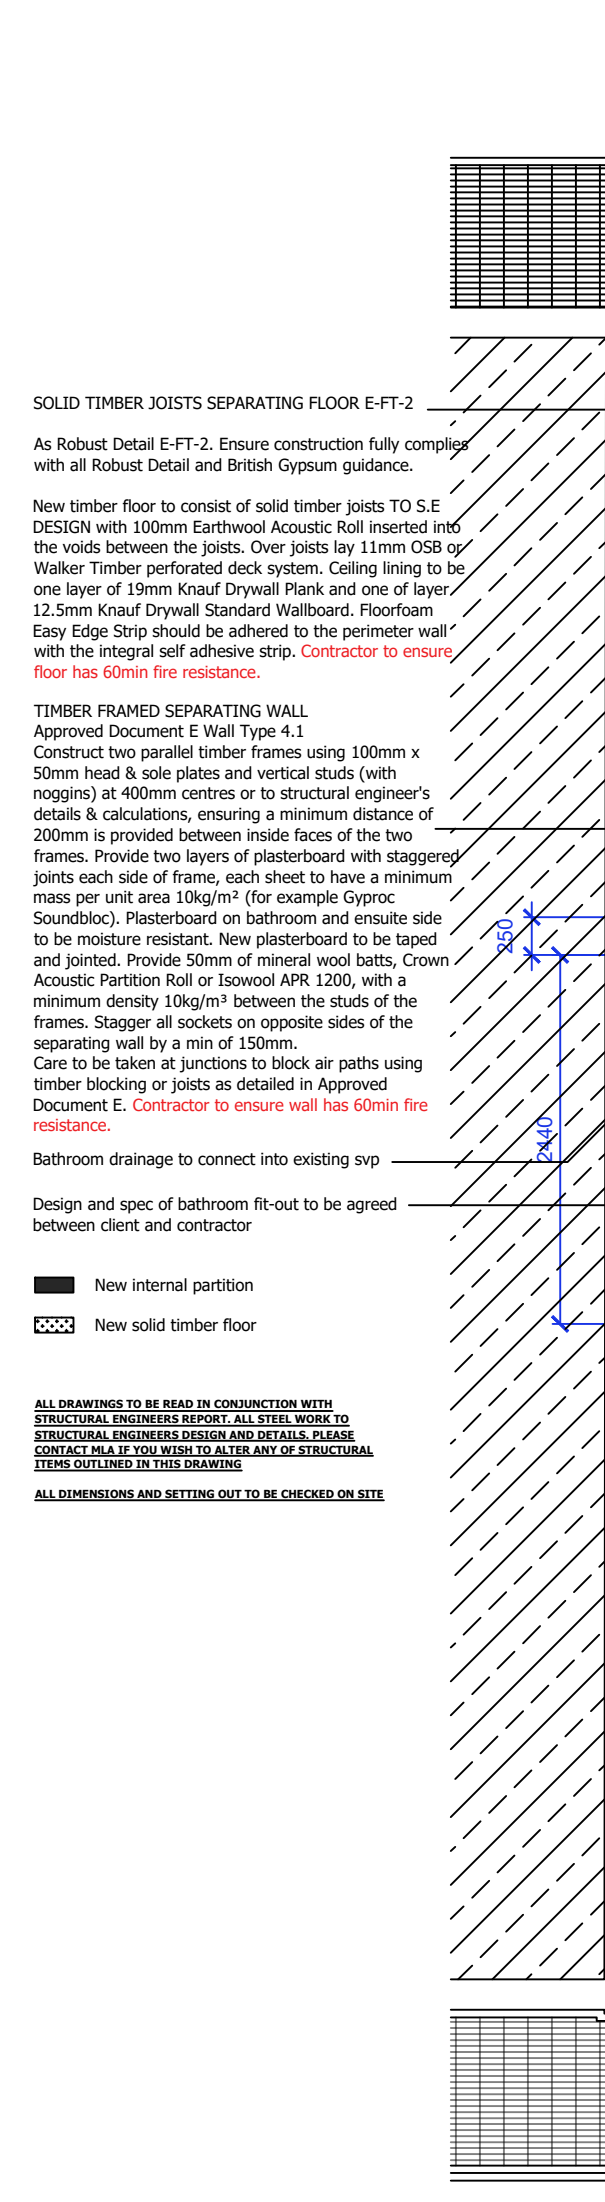 SOLID TIMBER JOISTS SEPARATING FLOOR E-FT-2
As Robust Detail E-FT-2. Ensure construction fully complies
with all Robust Detail and British Gypsum guidance.
New timber floor to consist of solid timber joists TO S.E
DESIGN with 100mm Earthwool Acoustic Roll inserted into
the voids between the joists. Over joists lay 11mm OSB or
Walker Timber perforated deck system. Ceiling lining to be
one layer of 19mm Knauf Drywall Plank and one of layer
12.5mm Knauf Drywall Standard Wallboard. Floorfoam
Easy Edge Strip should be adhered to the perimeter wall
with the integral self adhesive strip. Contractor to ensure
floor has 60min fire resistance.
TIMBER FRAMED SEPARATING WALL
Approved Document E Wall Type 4.1
Construct two parallel timber frames using 100mm x
50mm head & sole plates and vertical studs (with
noggins) at 400mm centres or to structural engineer's
details & calculations, ensuring a minimum distance of
200mm is provided between inside faces of the two
frames. Provide two layers of plasterboard with staggered
joints each side of frame, each sheet to have a minimum
mass per unit area 10kg/m² (for example Gyproc
Soundbloc). Plasterboard on bathroom and ensuite side
to be moisture resistant. New plasterboard to be taped
and jointed. Provide 50mm of mineral wool batts, Crown
Acoustic Partition Roll or Isowool APR 1200, with a
minimum density 10kg/m³ between the studs of the
frames. Stagger all sockets on opposite sides of the
separating wall by a min of 150mm.
Care to be taken at junctions to block air paths using
timber blocking or joists as detailed in Approved
Document E. Contractor to ensure wall has 60min fire
resistance.
250
2440
Bathroom drainage to connect into existing svp
Design and spec of bathroom fit-out to be agreed
between client and contractor
New internal partition
New solid timber floor
ALL DRAWINGS TO BE READ IN CONJUNCTION WITH
STRUCTURAL ENGINEERS REPORT. ALL STEEL WORK TO
STRUCTURAL ENGINEERS DESIGN AND DETAILS. PLEASE
CONTACT MLA IF YOU WISH TO ALTER ANY OF STRUCTURAL
ITEMS OUTLINED IN THIS DRAWING
ALL DIMENSIONS AND SETTING OUT TO BE CHECKED ON SITE